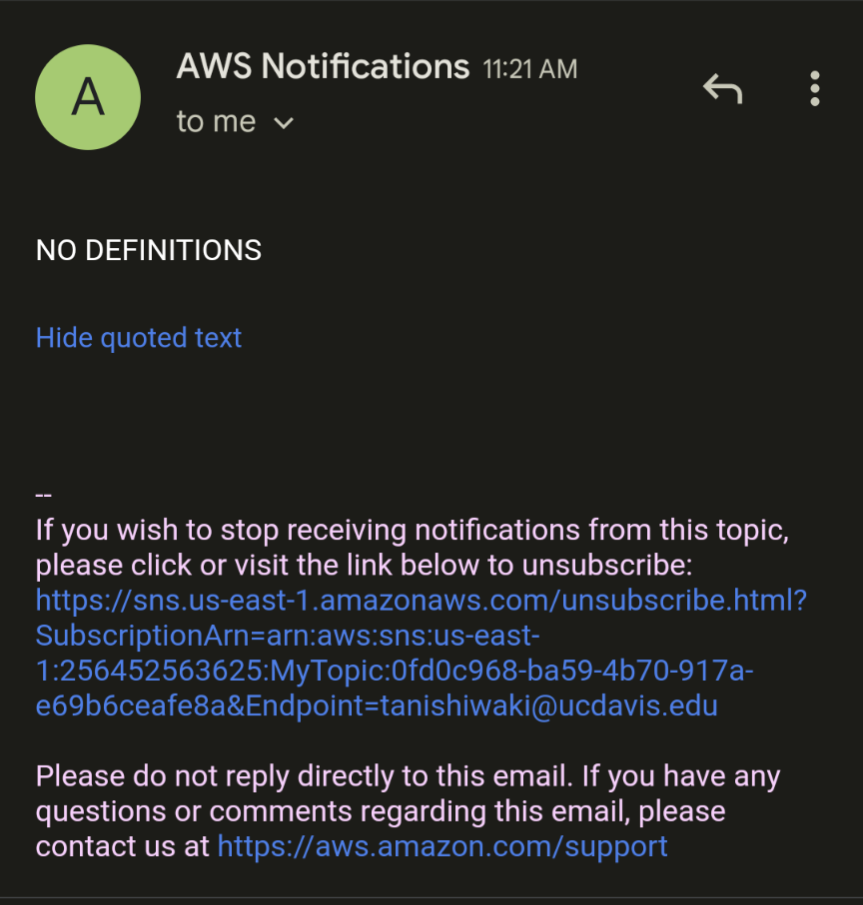 A
AWS Notifications 11:21 AM
to me
NO DEFINITIONS
Hide quoted text
--
If you wish to stop receiving notifications from this topic,
please click or visit the link below to unsubscribe:
https://sns.us-east-1.amazonaws.com/unsubscribe.html?
SubscriptionArn=arn:aws:sns:us-east-
1:256452563625:MyTopic:0fd0c968-ba59-4b70-917a-
e69b6ceafe8a&Endpoint=tanishiwaki@ucdavis.edu
Please do not reply directly to this email. If you have any
questions or comments regarding this email, please
contact us at https://aws.amazon.com/support